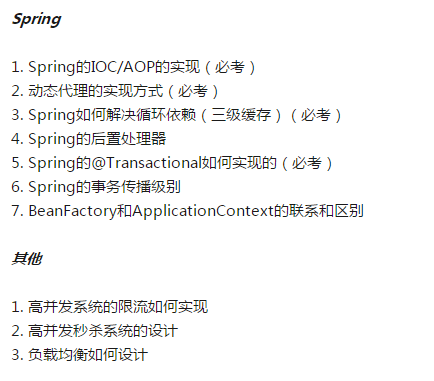 Spring
1. Spring的IOC/AOP的实现（必考）
2. 动态代理的实现方式（必考）
3. Spring如何解决循环依赖（三级缓存）（必考）
4. Spring的后置处理器
5. Spring的@Transactional如何实现的（必考）
6. Spring的事务传播级别
7. BeanFactory和ApplicationContext的联系和区别
其他
1. 高并发系统的限流如何实现
2. 高并发秒杀系统的设计
3. 负载均衡如何设计